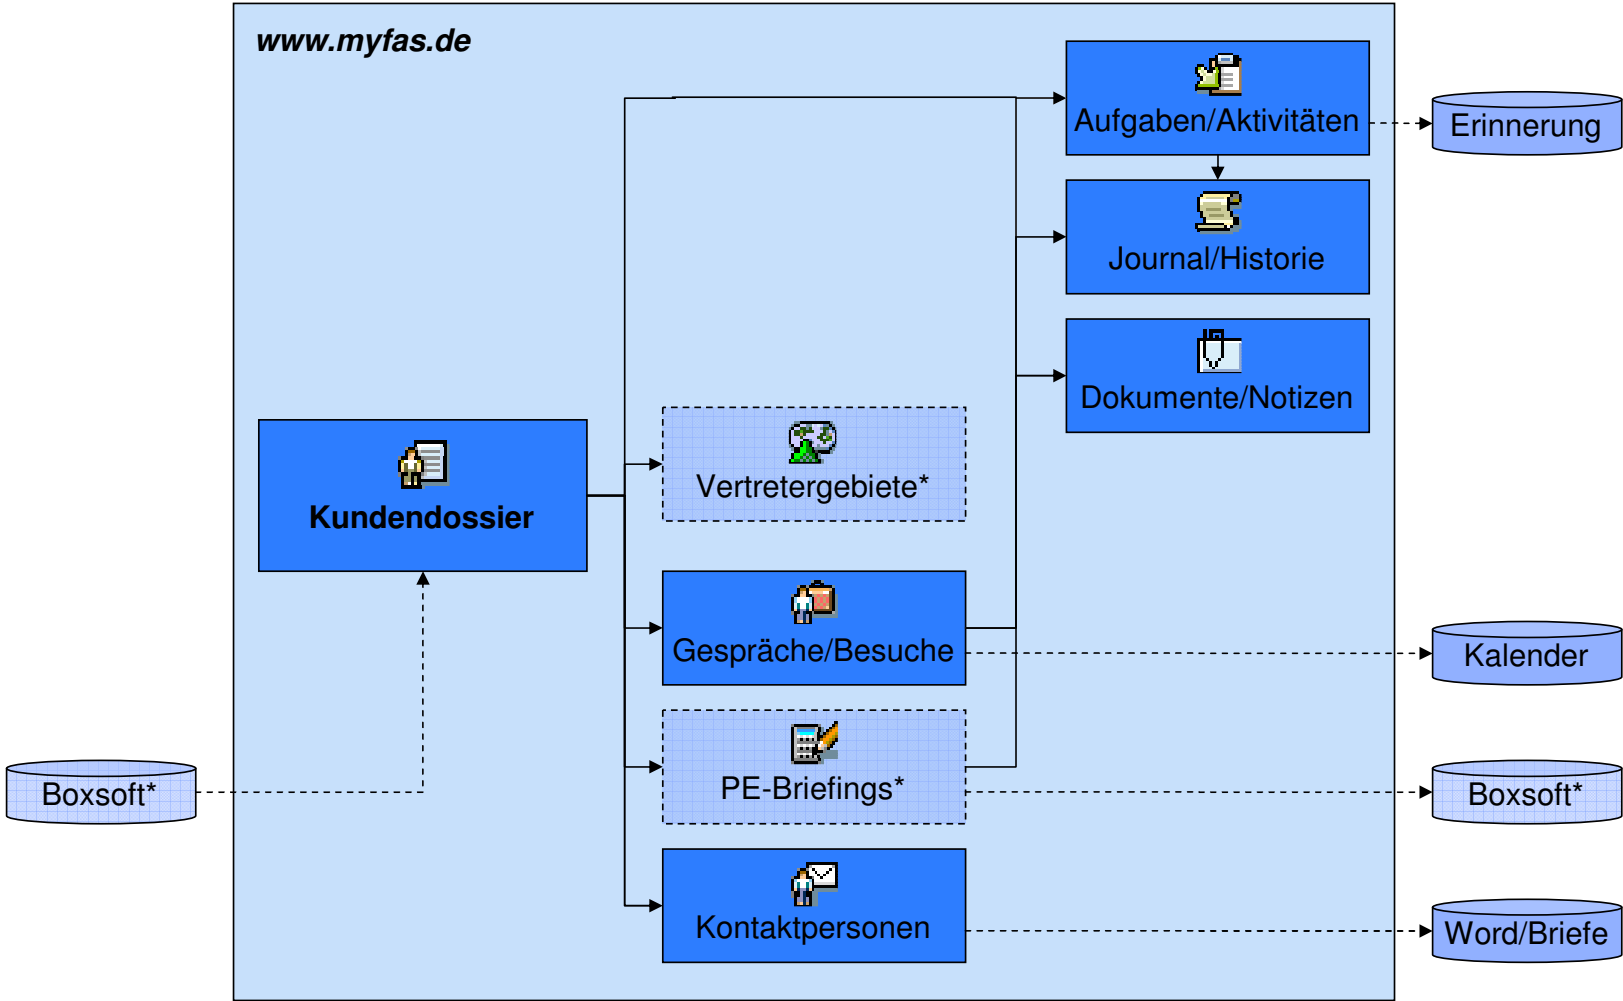 www.myfas.de
Aufgaben/Aktivitäten
Erinnerung
Journal/Historie
Dokumente/Notizen
Vertretergebiete*
Kundendossier
Gespräche/Besuche
Kalender
PE-Briefings*
Boxsoft*
Boxsoft*
Kontaktpersonen
Word/Briefe